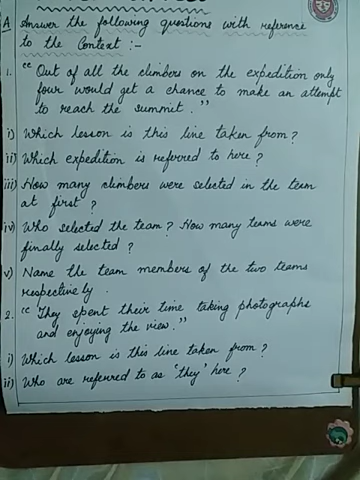 A Answer the following questions with reference
to the Context :-
1. "Out of all the climbers on the expedition only
four would get a chance to make an attempt
to reach the summit."
i) Which lesson is this line taken from?
ii) Which expedition is referred to here?
iii) How many climbers were selected in the team
at first?
iv) Who selected the team? How many teams were
finally selected?
v) Name the team members of the two teams
respectively.
2. "They spent their time taking photographs
and enjoying the view."
i) Which lesson is this line taken from?
ii) Who are referred to as 'they' here?